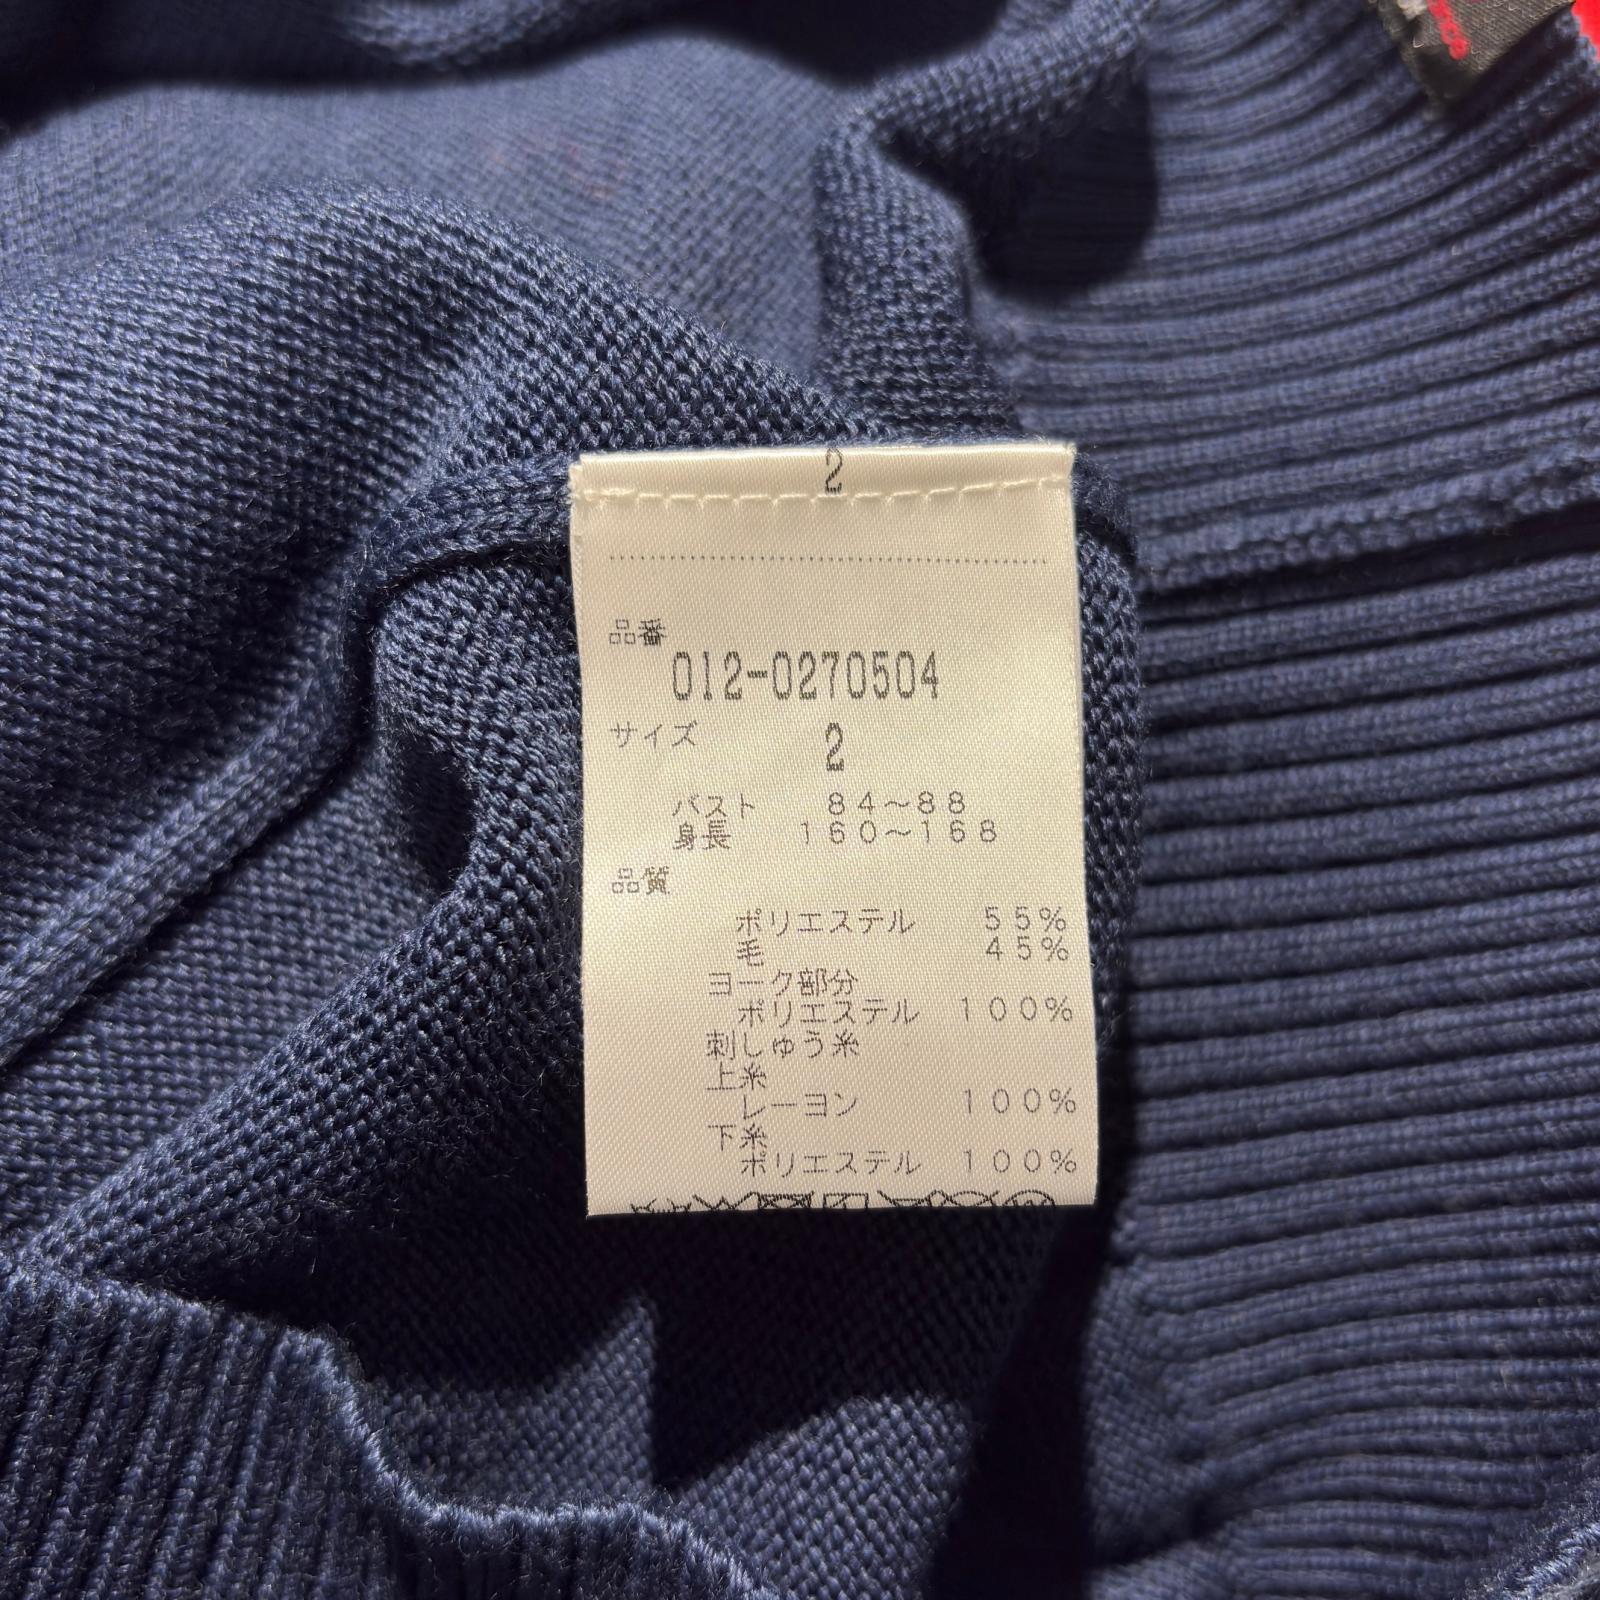 2
品番
012-0270504
サイズ 2
バスト 84~88
身長 160~168
品質
ポリエステル 55%
毛 45%
ヨーク部分
ポリエステル 100%
刺しゅう糸
上糸
レーヨン 100%
下糸
ポリエステル 100%